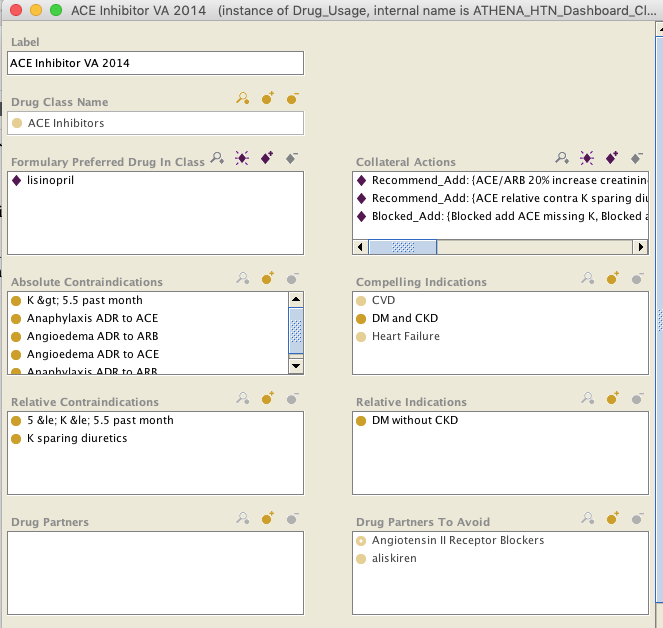 ACE Inhibitor VA 2014 (instance of Drug_Usage, internal name is ATHENA_HTN_Dashboard_Cl...
Label
ACE Inhibitor VA 2014
Drug Class Name
ACE Inhibitors
Formulary Preferred Drug In Class
lisinopril
Collateral Actions
Recommend_Add: {ACE/ARB 20% increase creatinin
Recommend_Add: {ACE relative contra K sparing diu
Blocked_Add: {Blocked add ACE missing K, Blocked a
Absolute Contraindications
K &gt; 5.5 past month
Anaphylaxis ADR to ACE
Angioedema ADR to ARB
Angioedema ADR to ACE
Anaphylaxis ADR to ARB
Compelling Indications
CVD
DM and CKD
Heart Failure
Relative Contraindications
5 &le; K &le; 5.5 past month
K sparing diuretics
Relative Indications
DM without CKD
Drug Partners
Drug Partners To Avoid
Angiotensin II Receptor Blockers
aliskiren